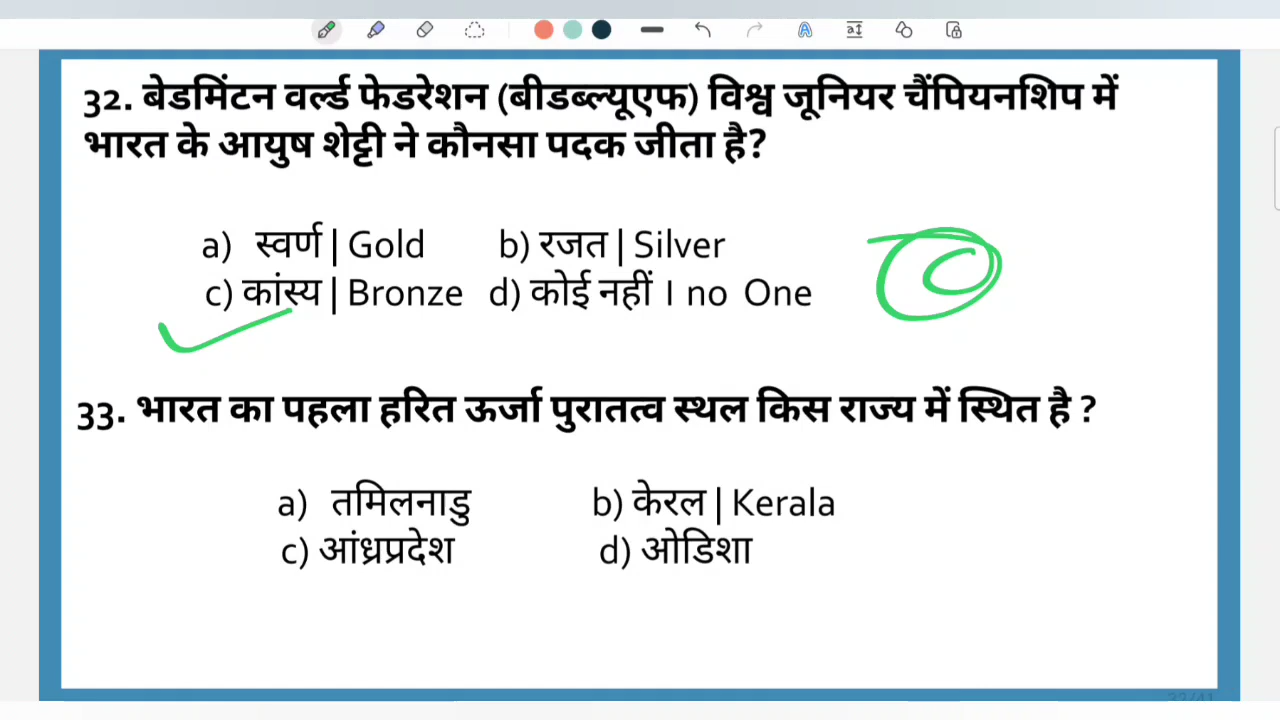 32. बेडमिंटन वर्ल्ड फेडरेशन (बीडब्ल्यूएफ) विश्व जूनियर चैंपियनशिप में
भारत के आयुष शेट्टी ने कौनसा पदक जीता है?
a) स्वर्ण | Gold b) रजत | Silver
c) कांस्य | Bronze d) कोई नहीं I no One
C
33. भारत का पहला हरित ऊर्जा पुरातत्व स्थल किस राज्य में स्थित है ?
a) तमिलनाडु b) केरल | Kerala
c) आंध्रप्रदेश d) ओडिशा